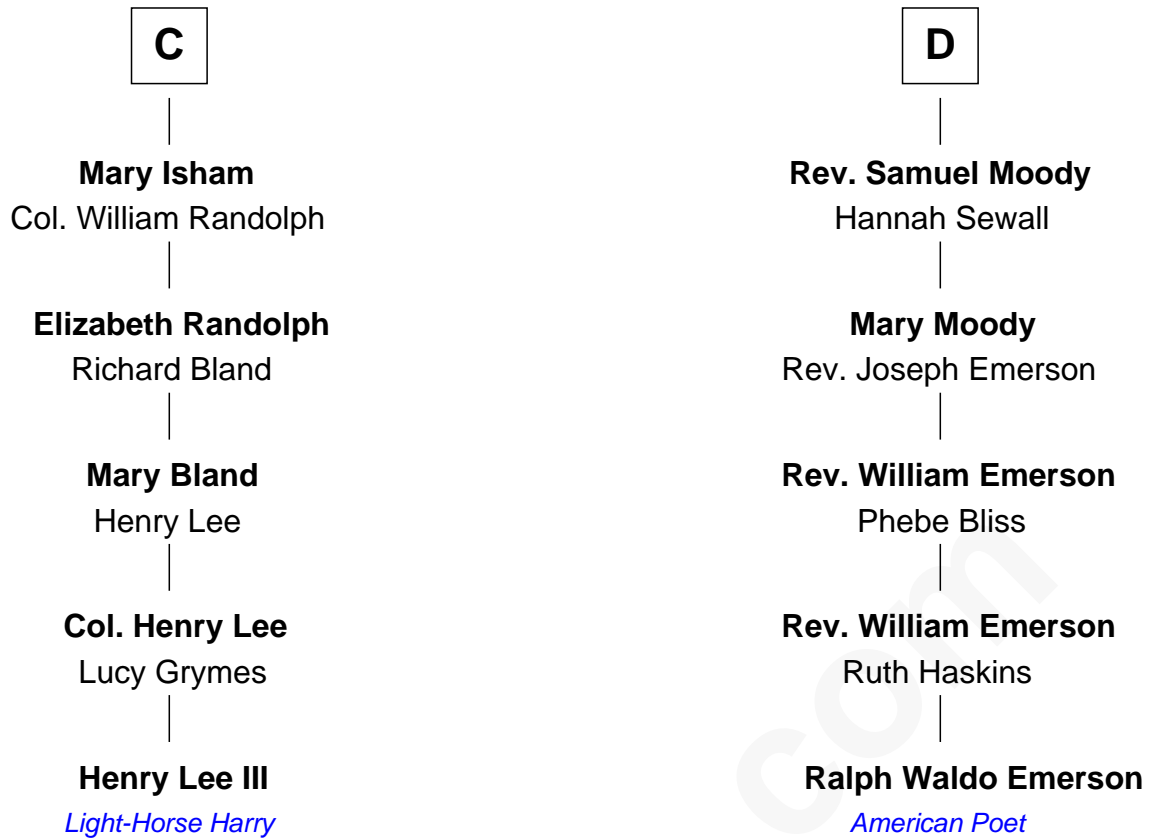 C
Mary Isham
Col. William Randolph
Elizabeth Randolph
Richard Bland
Mary Bland
Henry Lee
Col. Henry Lee
Lucy Grymes
Henry Lee III
Light-Horse Harry
D
Rev. Samuel Moody
Hannah Sewall
Mary Moody
Rev. Joseph Emerson
Rev. William Emerson
Phebe Bliss
Rev. William Emerson
Ruth Haskins
Ralph Waldo Emerson
American Poet
com